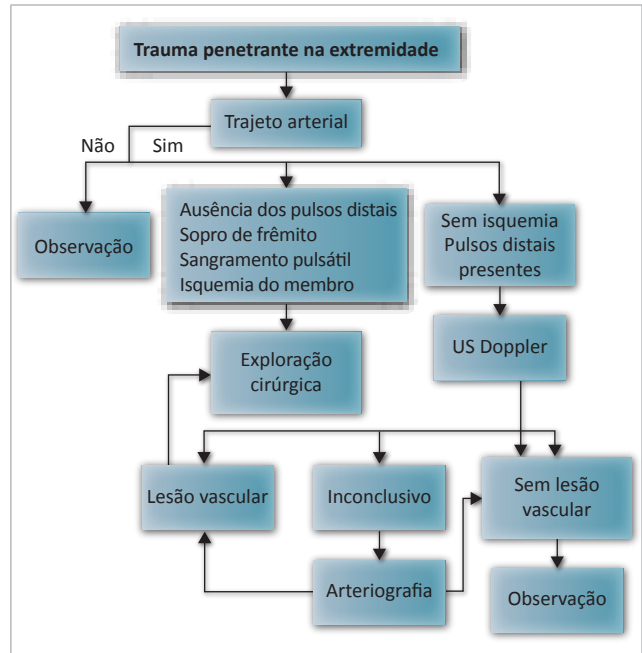 Trauma penetrante na extremidade
Trajeto arterial
Não
Sim
Observação
Ausência dos pulsos distais
Sopro de frêmito
Sangramento pulsátil
Isquemia do membro
Sem isquemia
Pulsos distais
presentes
Exploração
cirúrgica
US Doppler
Lesão vascular
Inconclusivo
Sem lesão
vascular
Arteriografia
Observação